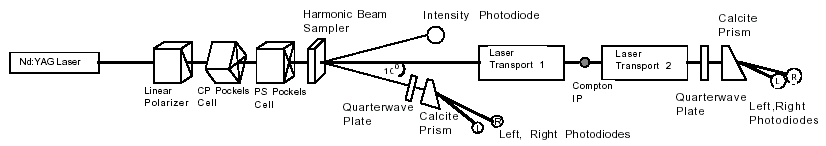 Harmonic Beam
Sampler
Intensity Photodiode
Calcite
Prism
Nd:YAG Laser
Laser
Transport 1
Laser
Transport 2
10°
Linear
Polarizer
CP Pockels
Cell
PS Pockels
Cell
Compton
IP
Quarterwave
Plate
Calcite
Prism
L
R
Left, Right Photodiodes
Quarterwave
Plate
L
R
Left,Right
Photodiodes